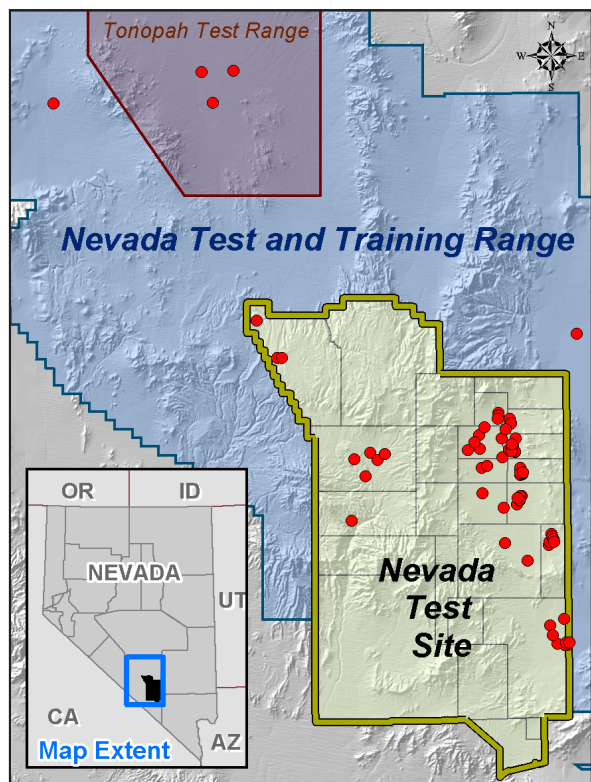 Tonopah Test Range
N
W E
S
Nevada Test and Training Range
Nevada
Test
Site
OR ID
NEVADA
UT
CA
AZ
Map Extent